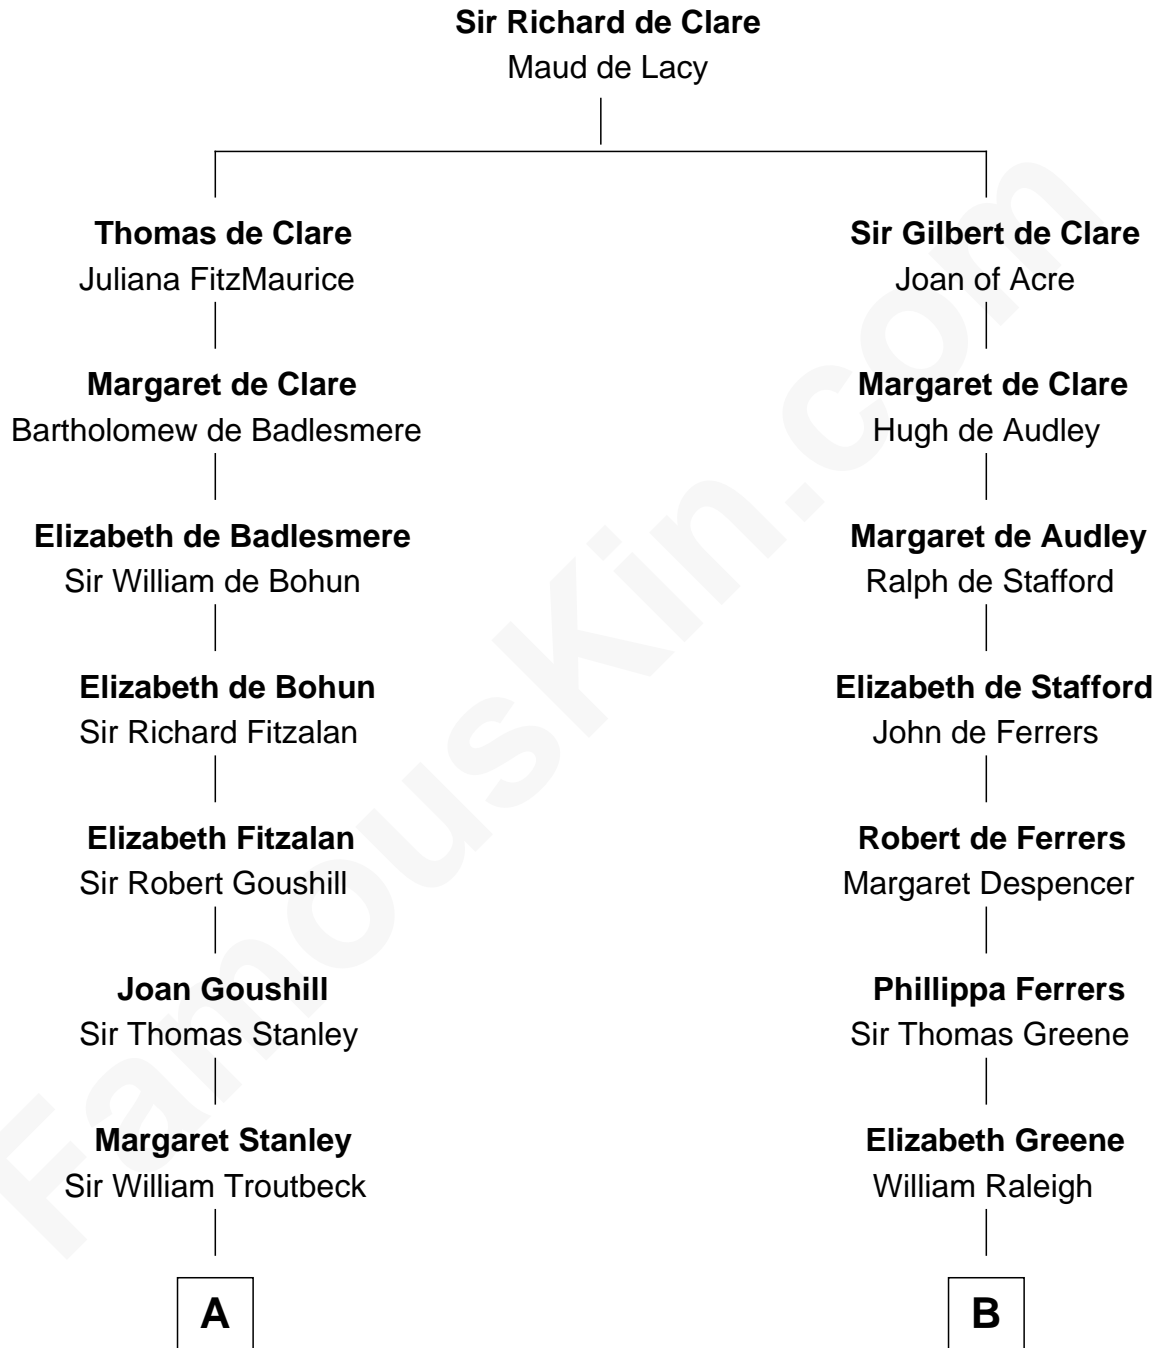 Sir Richard de Clare
Maud de Lacy
Thomas de Clare
Juliana FitzMaurice
Margaret de Clare
Bartholomew de Badlesmere
Elizabeth de Badlesmere
Sir William de Bohun
Elizabeth de Bohun
Sir Richard Fitzalan
Elizabeth Fitzalan
Sir Robert Goushill
Joan Goushill
Sir Thomas Stanley
Margaret Stanley
Sir William Troutbeck
A
Sir Gilbert de Clare
Joan of Acre
Margaret de Clare
Hugh de Audley
Margaret de Audley
Ralph de Stafford
Elizabeth de Stafford
John de Ferrers
Robert de Ferrers
Margaret Despencer
Phillippa Ferrers
Sir Thomas Greene
Elizabeth Greene
William Raleigh
B
FamousKin.com